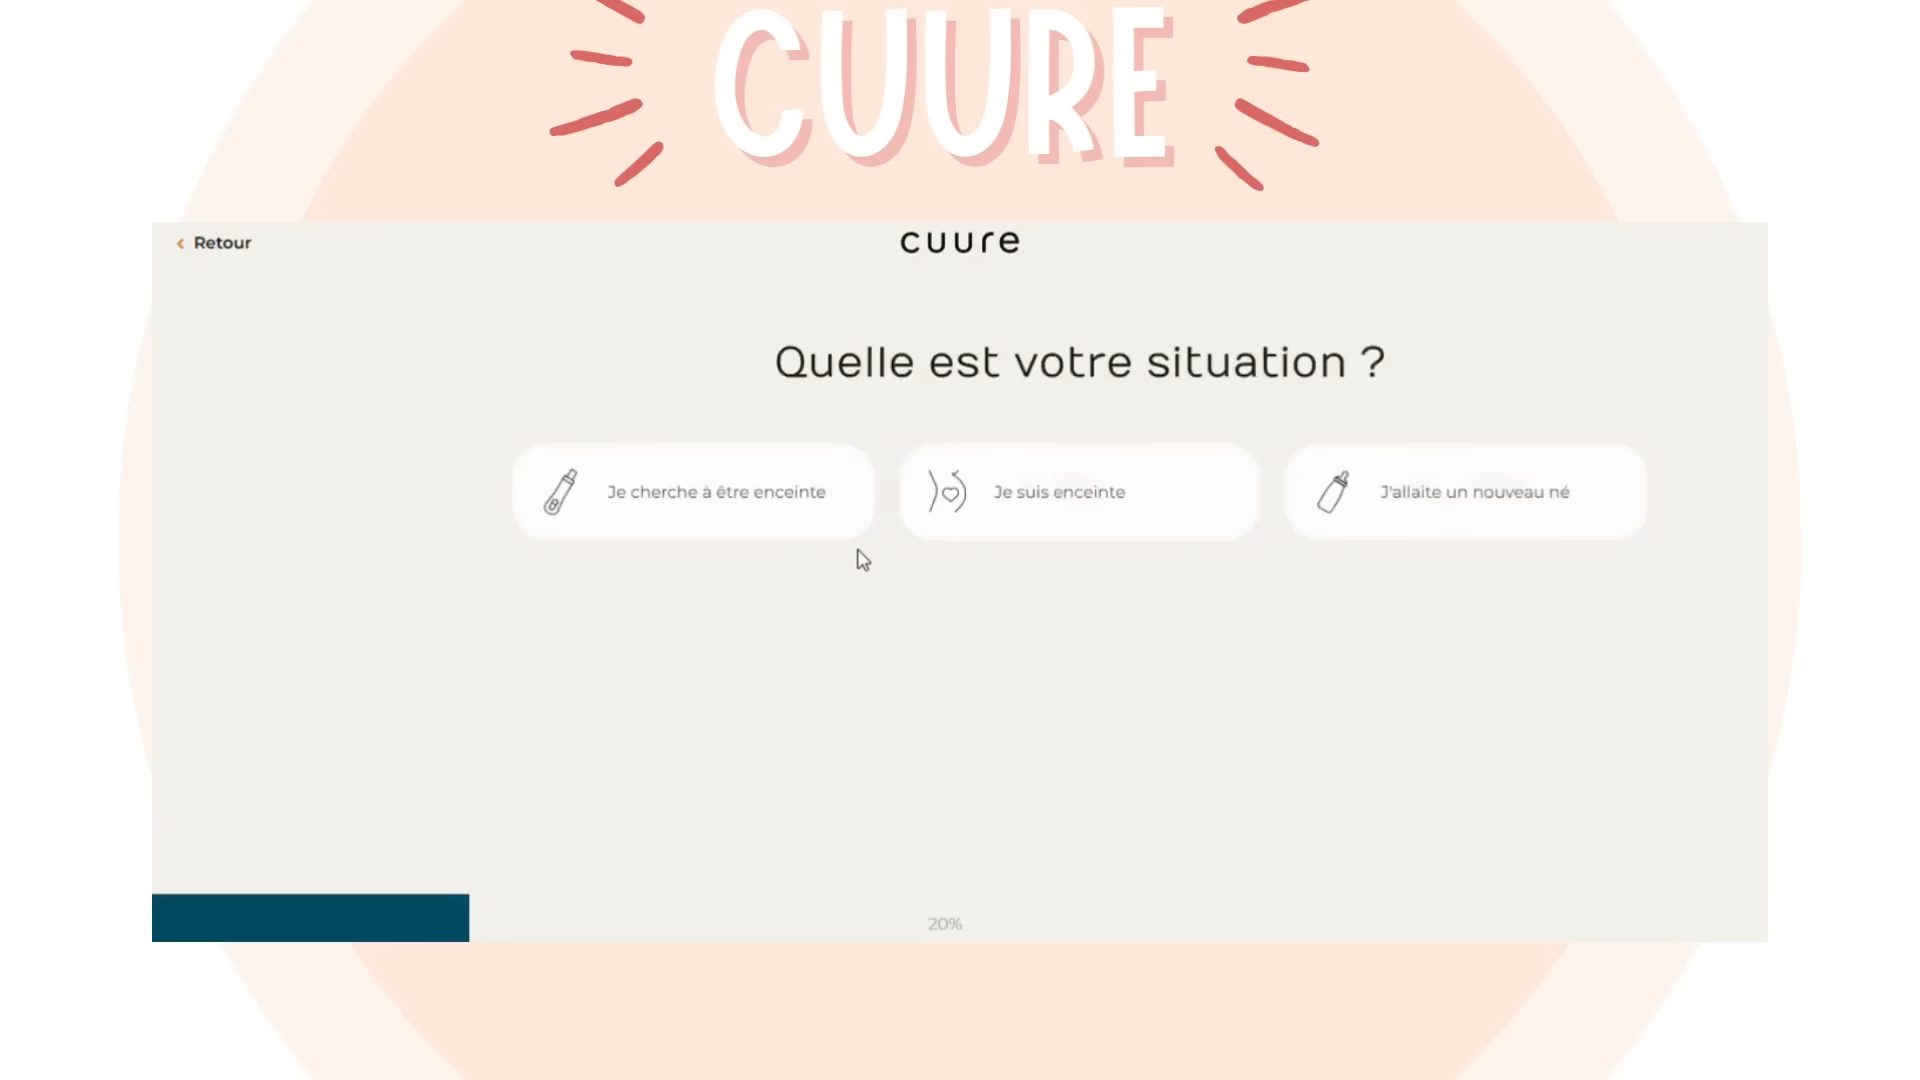 CUURE
Retour
cuure
Quelle est votre situation ?
Je cherche à être enceinte
Je suis enceinte
J'allaite un nouveau né
20%